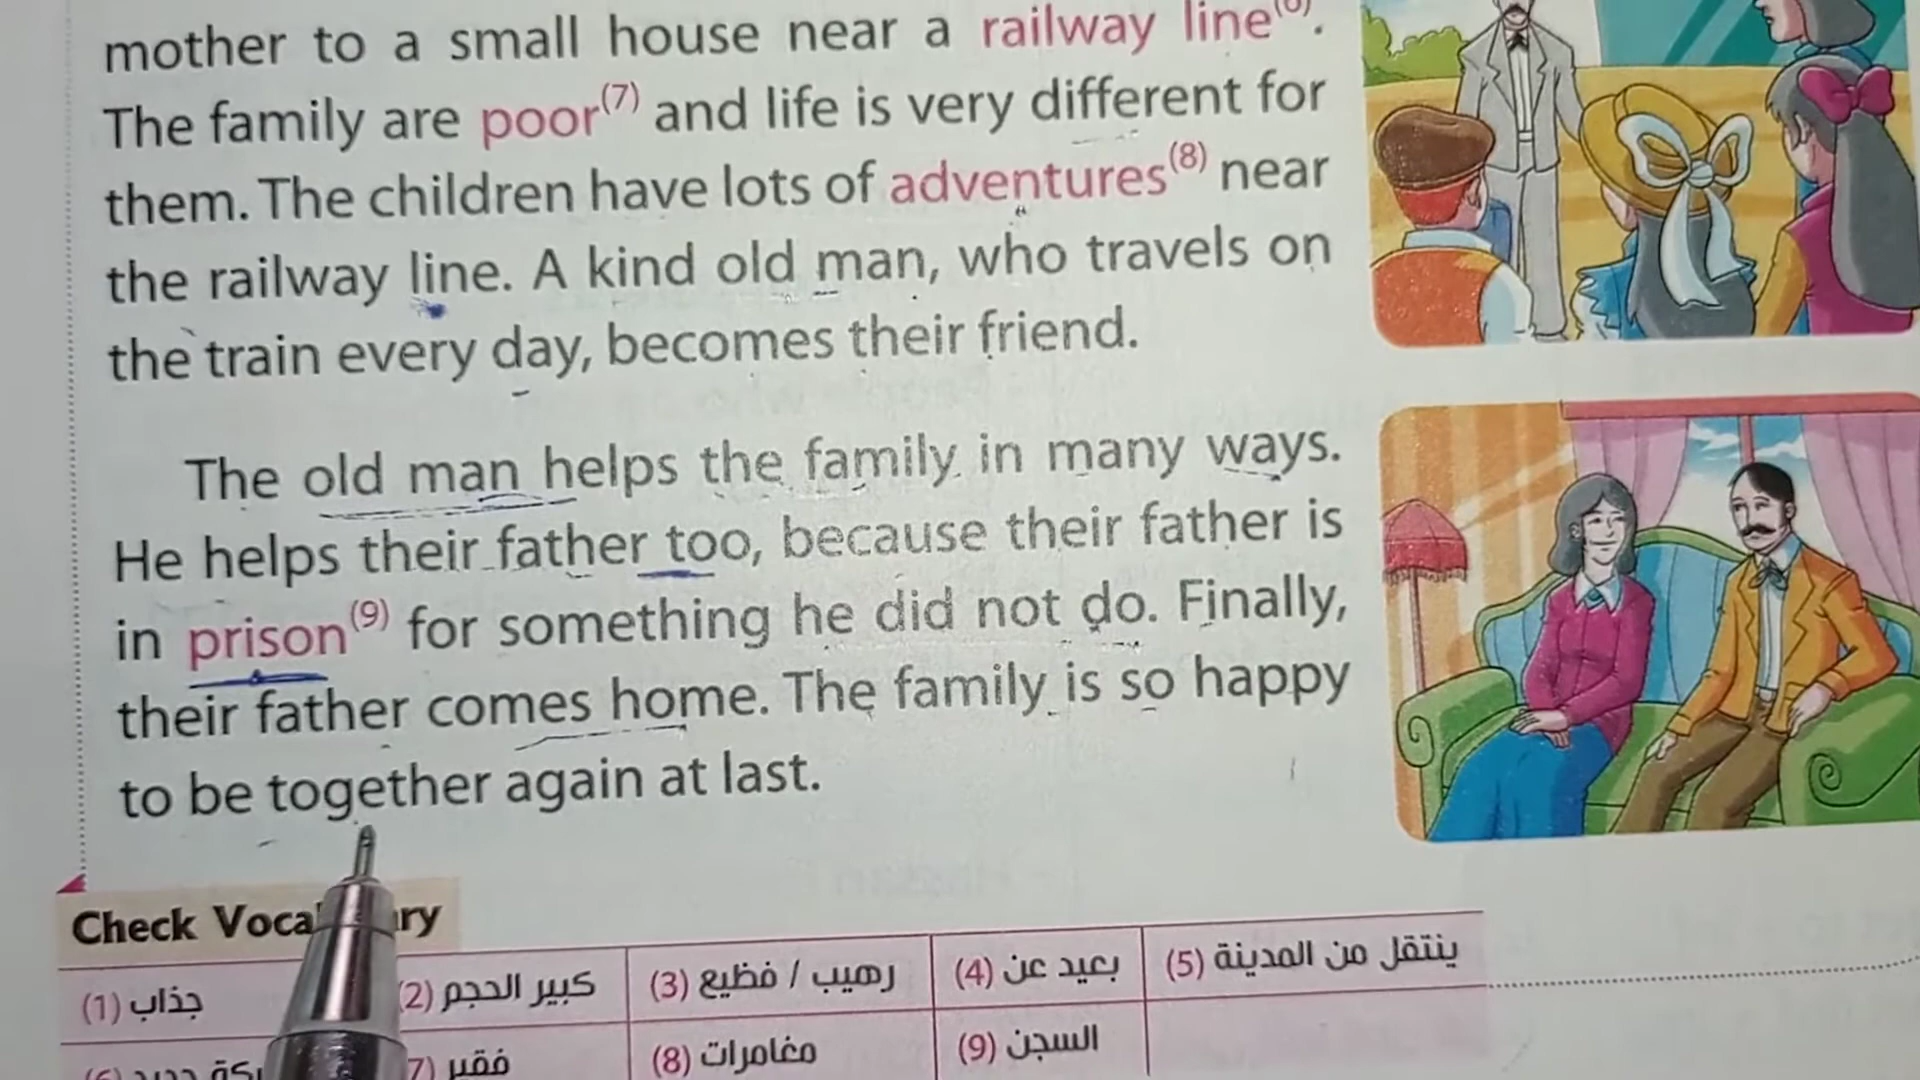 mother to a small house near a railway line(6).
The family are poor(7) and life is very different for
them. The children have lots of adventures(8) near
the railway line. A kind old man, who travels on
the train every day, becomes their friend.
The old man helps the family in many ways.
He helps their father too, because their father is
in prison(9) for something he did not do. Finally,
their father comes home. The family is so happy
to be together again at last.
Check
(1) جذاب
(2) كبير الحجم
(3) رهيب / فظيع
(4) بعيد عن
(5) ينتقل من المدينة
(7) فقير
(8) مغامرات
(9) السجن